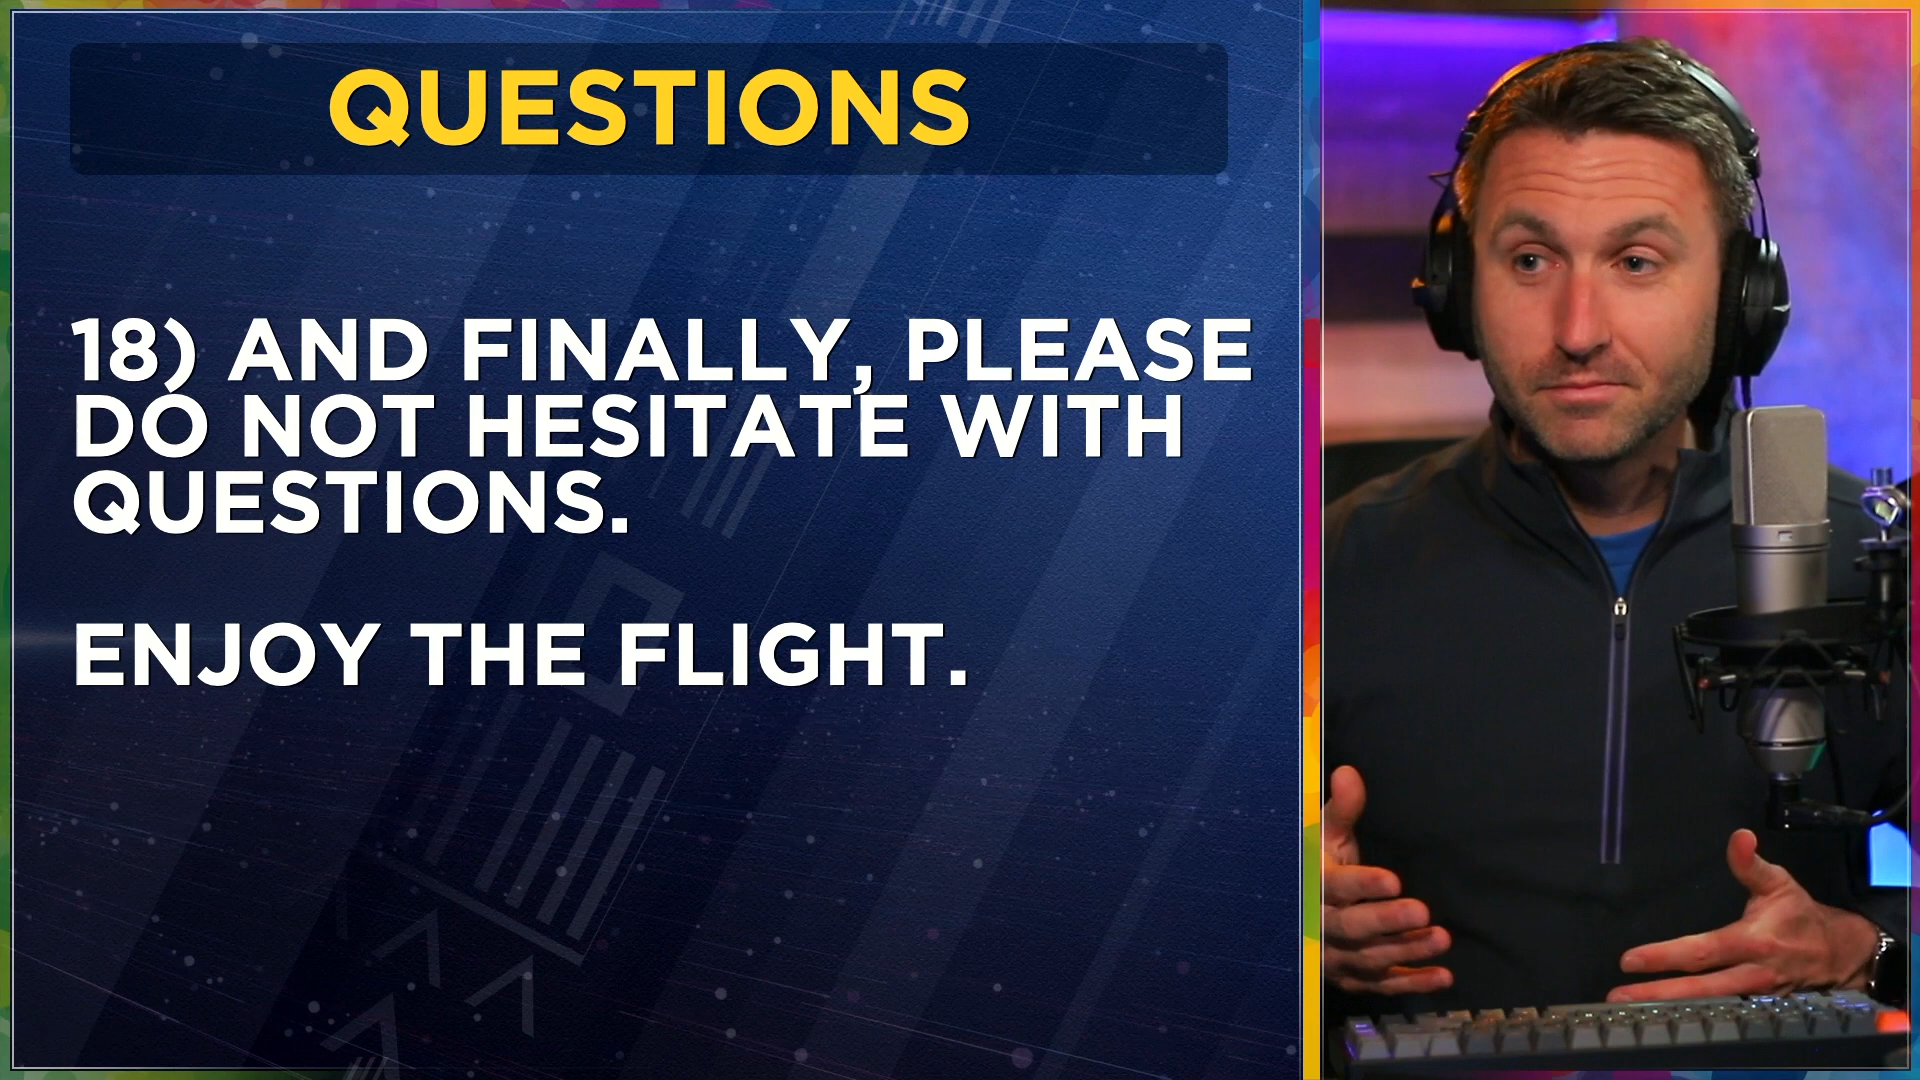 QUESTIONS
18) AND FINALLY, PLEASE
DO NOT HESITATE WITH
QUESTIONS.
ENJOY THE FLIGHT.